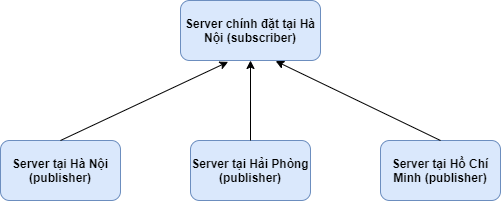 Server chính đặt tại Hà
Nội (subscriber)
Server tại Hà Nội
(publisher)
Server tại Hải Phòng
(publisher)
Server tại Hồ Chí
Minh (publisher)